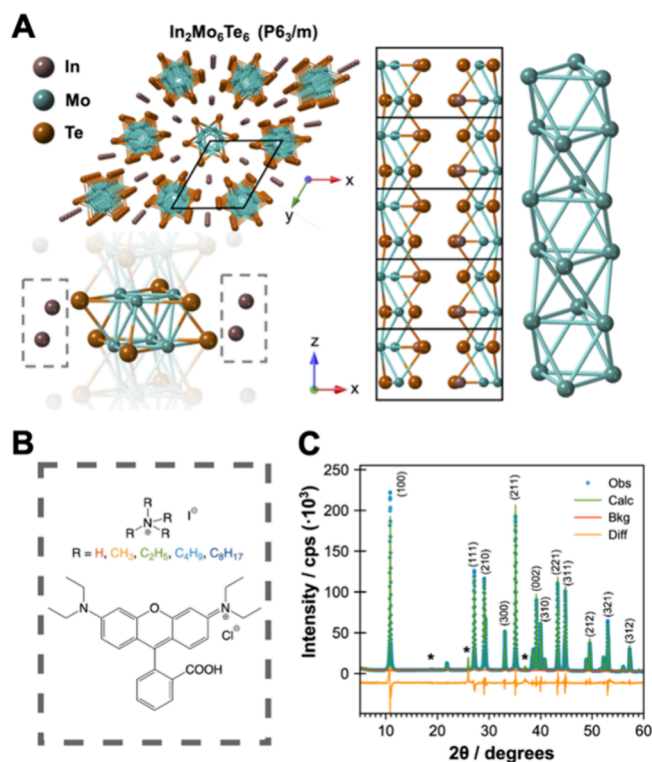 A
In₂Mo₆Te₆ (P6₃/m)
In
Mo
Te
x
y
z
x
B
R
R
N
R
R
⊕
I⊖
R = H, CH₃, C₂H₅, C₄H₉, C₈H₁₇
N
O
N
⊕
Cl⊖
COOH
C
Intensity / cps (·10³)
250
200
150
100
50
0
(100)
(111)
(210)
(300)
(211)
(002)
(310)
(221)
(311)
(212)
(321)
(312)
*
*
*
Obs
Calc
Bkg
Diff
10 20 30 40 50 60
2θ / degrees